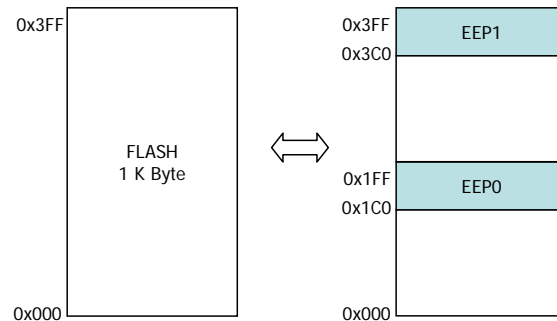 0x3FF
FLASH
1 K Byte
0x000
0x3FF
EEP1
0x3C0
0x1FF
EEP0
0x1C0
0x000